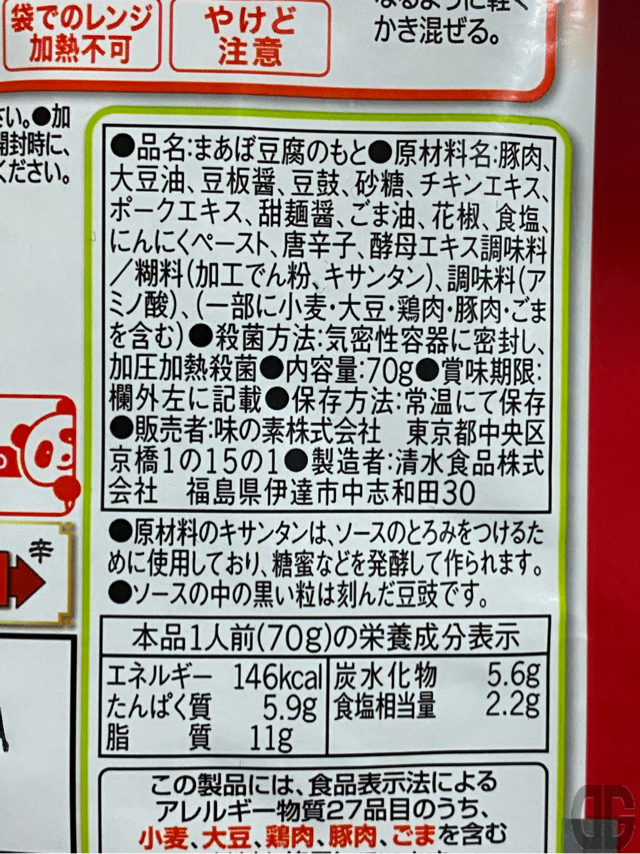 袋でのレンジ
加熱不可
やけど
注意
かき混ぜる。
さい。●加
開封時に、
ください。
●品名:まあぼ豆腐のもと●原材料名:豚肉、
大豆油、豆板醤、豆鼓、砂糖、チキンエキス、
ポークエキス、甜麺醤、ごま油、花椒、食塩、
にんにくペースト、唐辛子、酵母エキス調味料
／糊料(加工でん粉、キサンタン)、調味料(ア
ミノ酸)、(一部に小麦・大豆・鶏肉・豚肉・ごま
を含む)●殺菌方法:気密性容器に密封し、
加圧加熱殺菌●内容量:70g●賞味期限:
欄外左に記載●保存方法:常温にて保存
●販売者:味の素株式会社　東京都中央区
京橋1の15の1●製造者:清水食品株式
会社　福島県伊達市中志和田30
辛
●原材料のキサンタンは、ソースのとろみをつけるた
めに使用しており、糖蜜などを発酵して作られます。
●ソースの中の黒い粒は刻んだ豆豉です。
本品1人前(70g)の栄養成分表示
エネルギー 146kcal 炭水化物 5.6g
たんぱく質 5.9g 食塩相当量 2.2g
脂質 11g
この製品には、食品表示法による
アレルギー物質27品目のうち、
小麦、大豆、鶏肉、豚肉、ごまを含む